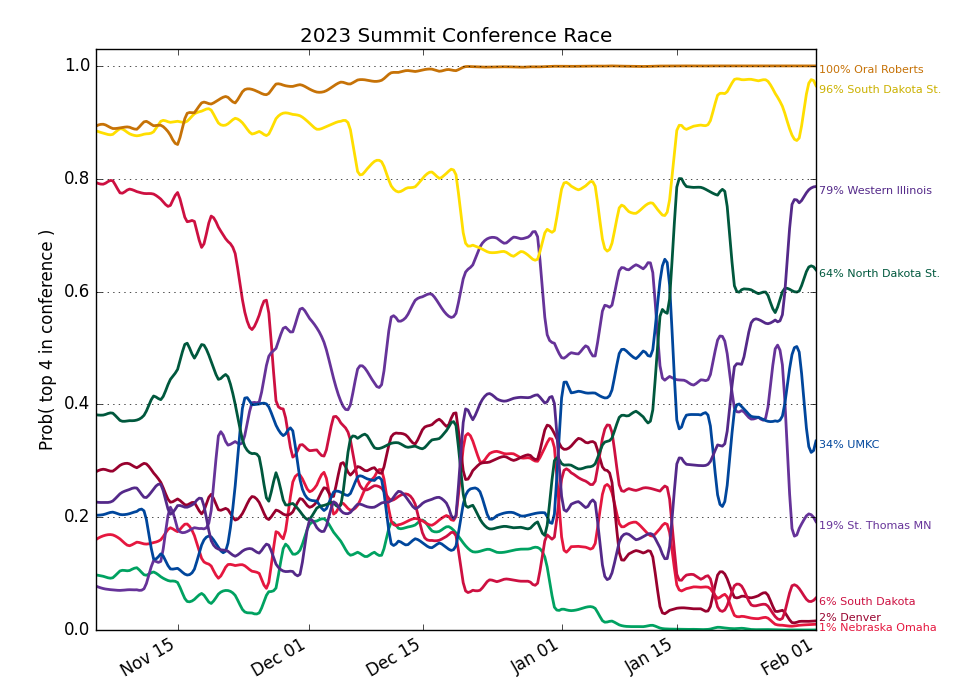 2023 Summit Conference Race
Prob( top 4 in conference )
1.0
0.8
0.6
0.4
0.2
0.0
Nov 15
Dec 01
Dec 15
Jan 01
Jan 15
Feb 01
100% Oral Roberts
96% South Dakota St.
79% Western Illinois
64% North Dakota St.
34% UMKC
19% St. Thomas MN
6% South Dakota
2% Denver
1% Nebraska Omaha